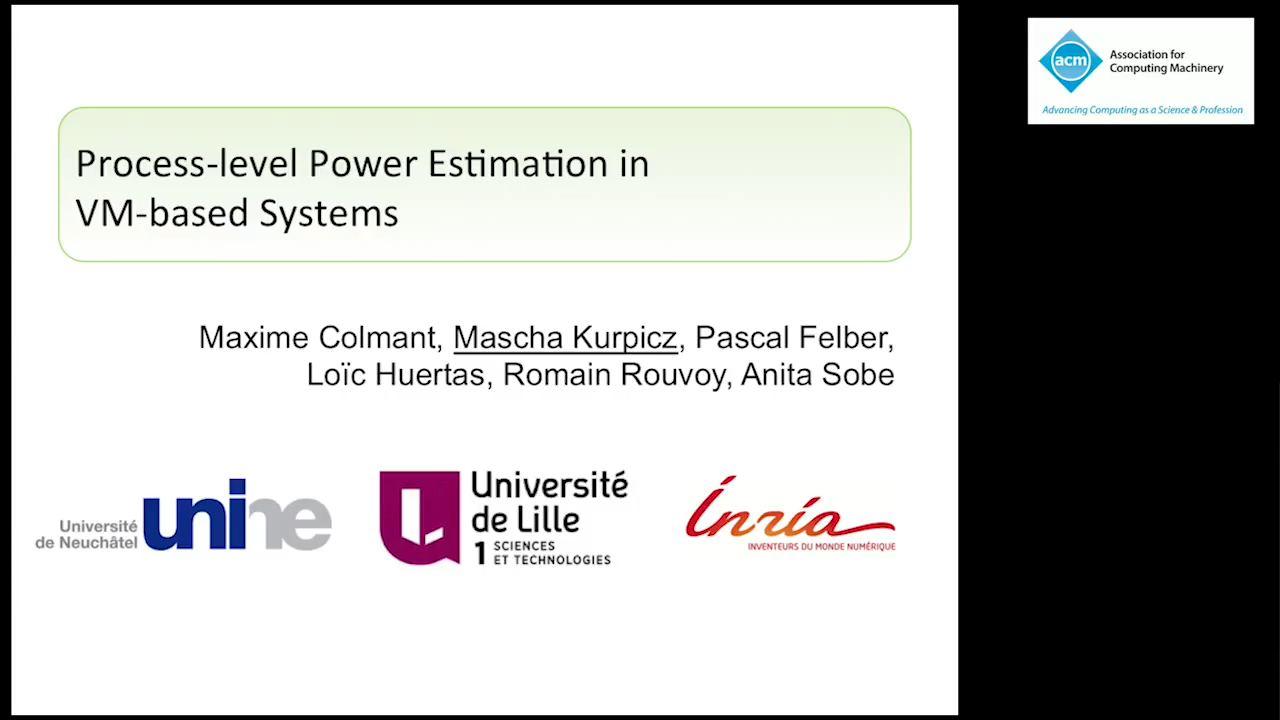 Process-level Power Estimation in
VM-based Systems
Maxime Colmant, Mascha Kurpicz, Pascal Felber,
Loïc Huertas, Romain Rouvoy, Anita Sobe
Université
de Neuchâtel
unine
Université
de Lille
1 SCIENCES
ET TECHNOLOGIES
Inria
INVENTEURS DU MONDE NUMÉRIQUE
acm
Association for
Computing Machinery
Advancing Computing as a Science & Profession